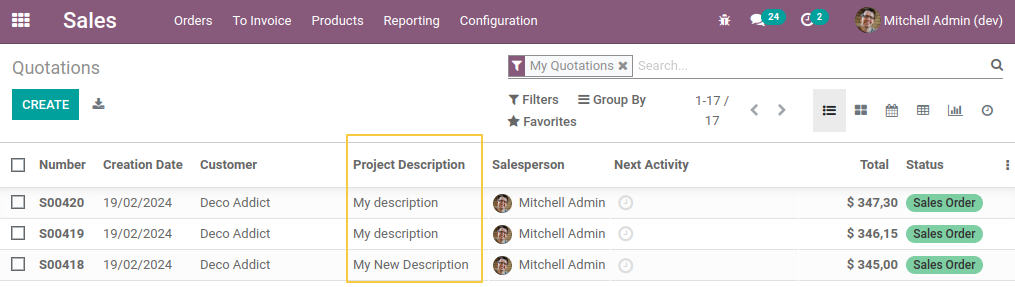 Sales Orders To Invoice Products Reporting Configuration 24 2 Mitchell Admin (dev)
Quotations My Quotations Search...
CREATE Filters Group By 1-17 /
Favorites 17
Number Creation Date Customer Project Description Salesperson Next Activity Total Status
S00420 19/02/2024 Deco Addict My description Mitchell Admin $ 347,30 Sales Order
S00419 19/02/2024 Deco Addict My description Mitchell Admin $ 346,15 Sales Order
S00418 19/02/2024 Deco Addict My New Description Mitchell Admin $ 345,00 Sales Order